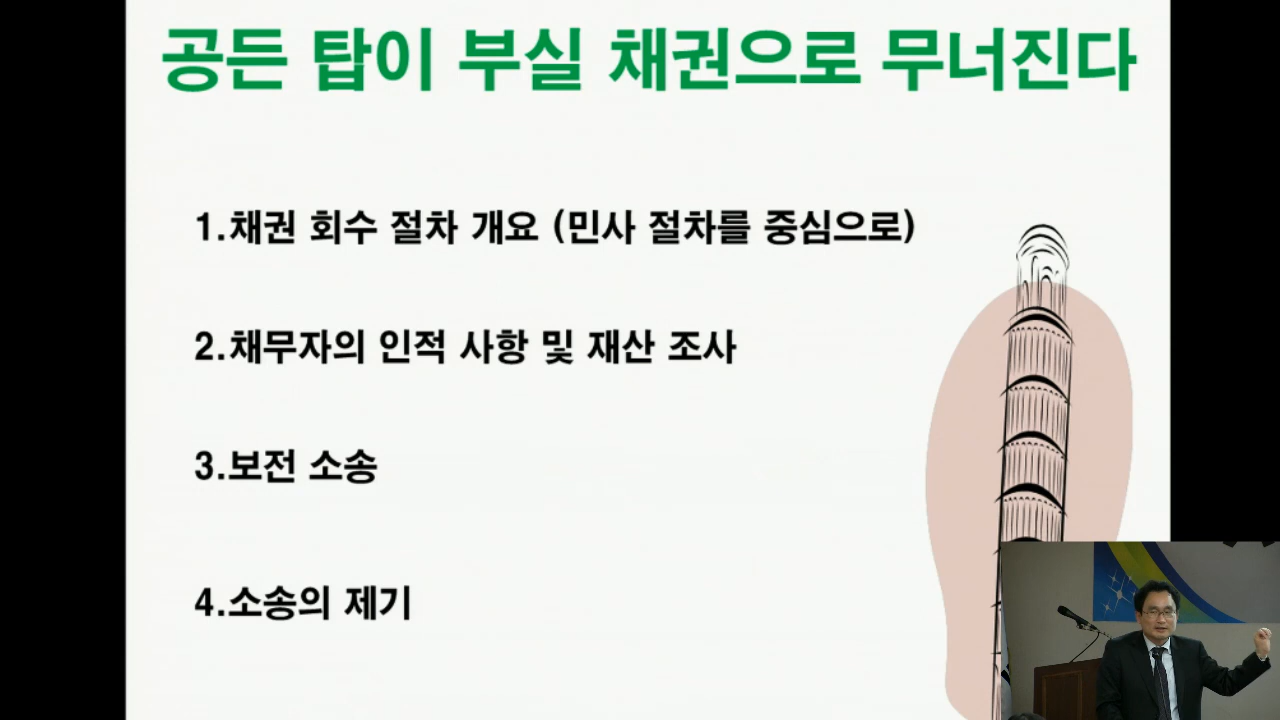 공든 탑이 부실 채권으로 무너진다
1.채권 회수 절차 개요 (민사 절차를 중심으로)
2.채무자의 인적 사항 및 재산 조사
3.보전 소송
4.소송의 제기